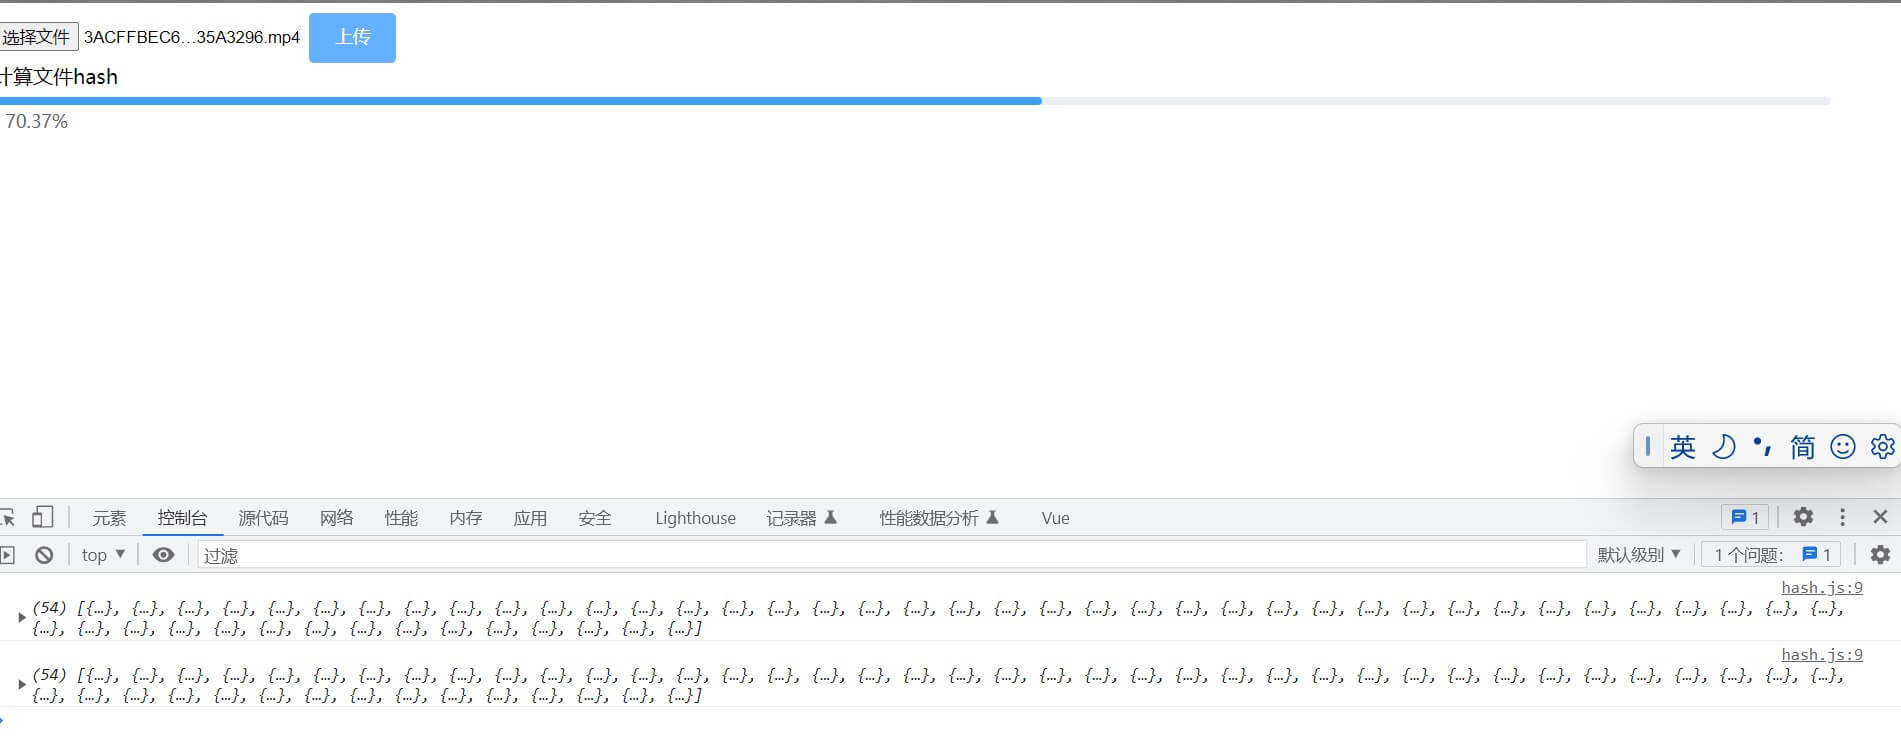 选择文件 3ACFFBEC6...35A3296.mp4 上传
计算文件hash
70.37%
英 简
元素 控制台 源代码 网络 性能 内存 应用 安全 Lighthouse 记录器 性能数据分析 Vue 1
top 过滤 默认级别 1 个问题： 1
hash.js:9
(54) [{…}, {…}, {…}, {…}, {…}, {…}, {…}, {…}, {…}, {…}, {…}, {…}, {…}, {…}, {…}, {…}, {…}, {…}, {…}, {…}, {…}, {…}, {…}, {…}, {…}, {…}, {…}, {…}, {…}, {…}, {…}, {…}, {…}, {…}, {…}, {…}, {…}, {…}, {…},
{…}, {…}, {…}, {…}, {…}, {…}, {…}, {…}, {…}, {…}, {…}, {…}, {…}, {…}, {…}]
hash.js:9
(54) [{…}, {…}, {…}, {…}, {…}, {…}, {…}, {…}, {…}, {…}, {…}, {…}, {…}, {…}, {…}, {…}, {…}, {…}, {…}, {…}, {…}, {…}, {…}, {…}, {…}, {…}, {…}, {…}, {…}, {…}, {…}, {…}, {…}, {…}, {…}, {…}, {…}, {…}, {…},
{…}, {…}, {…}, {…}, {…}, {…}, {…}, {…}, {…}, {…}, {…}, {…}, {…}, {…}, {…}]